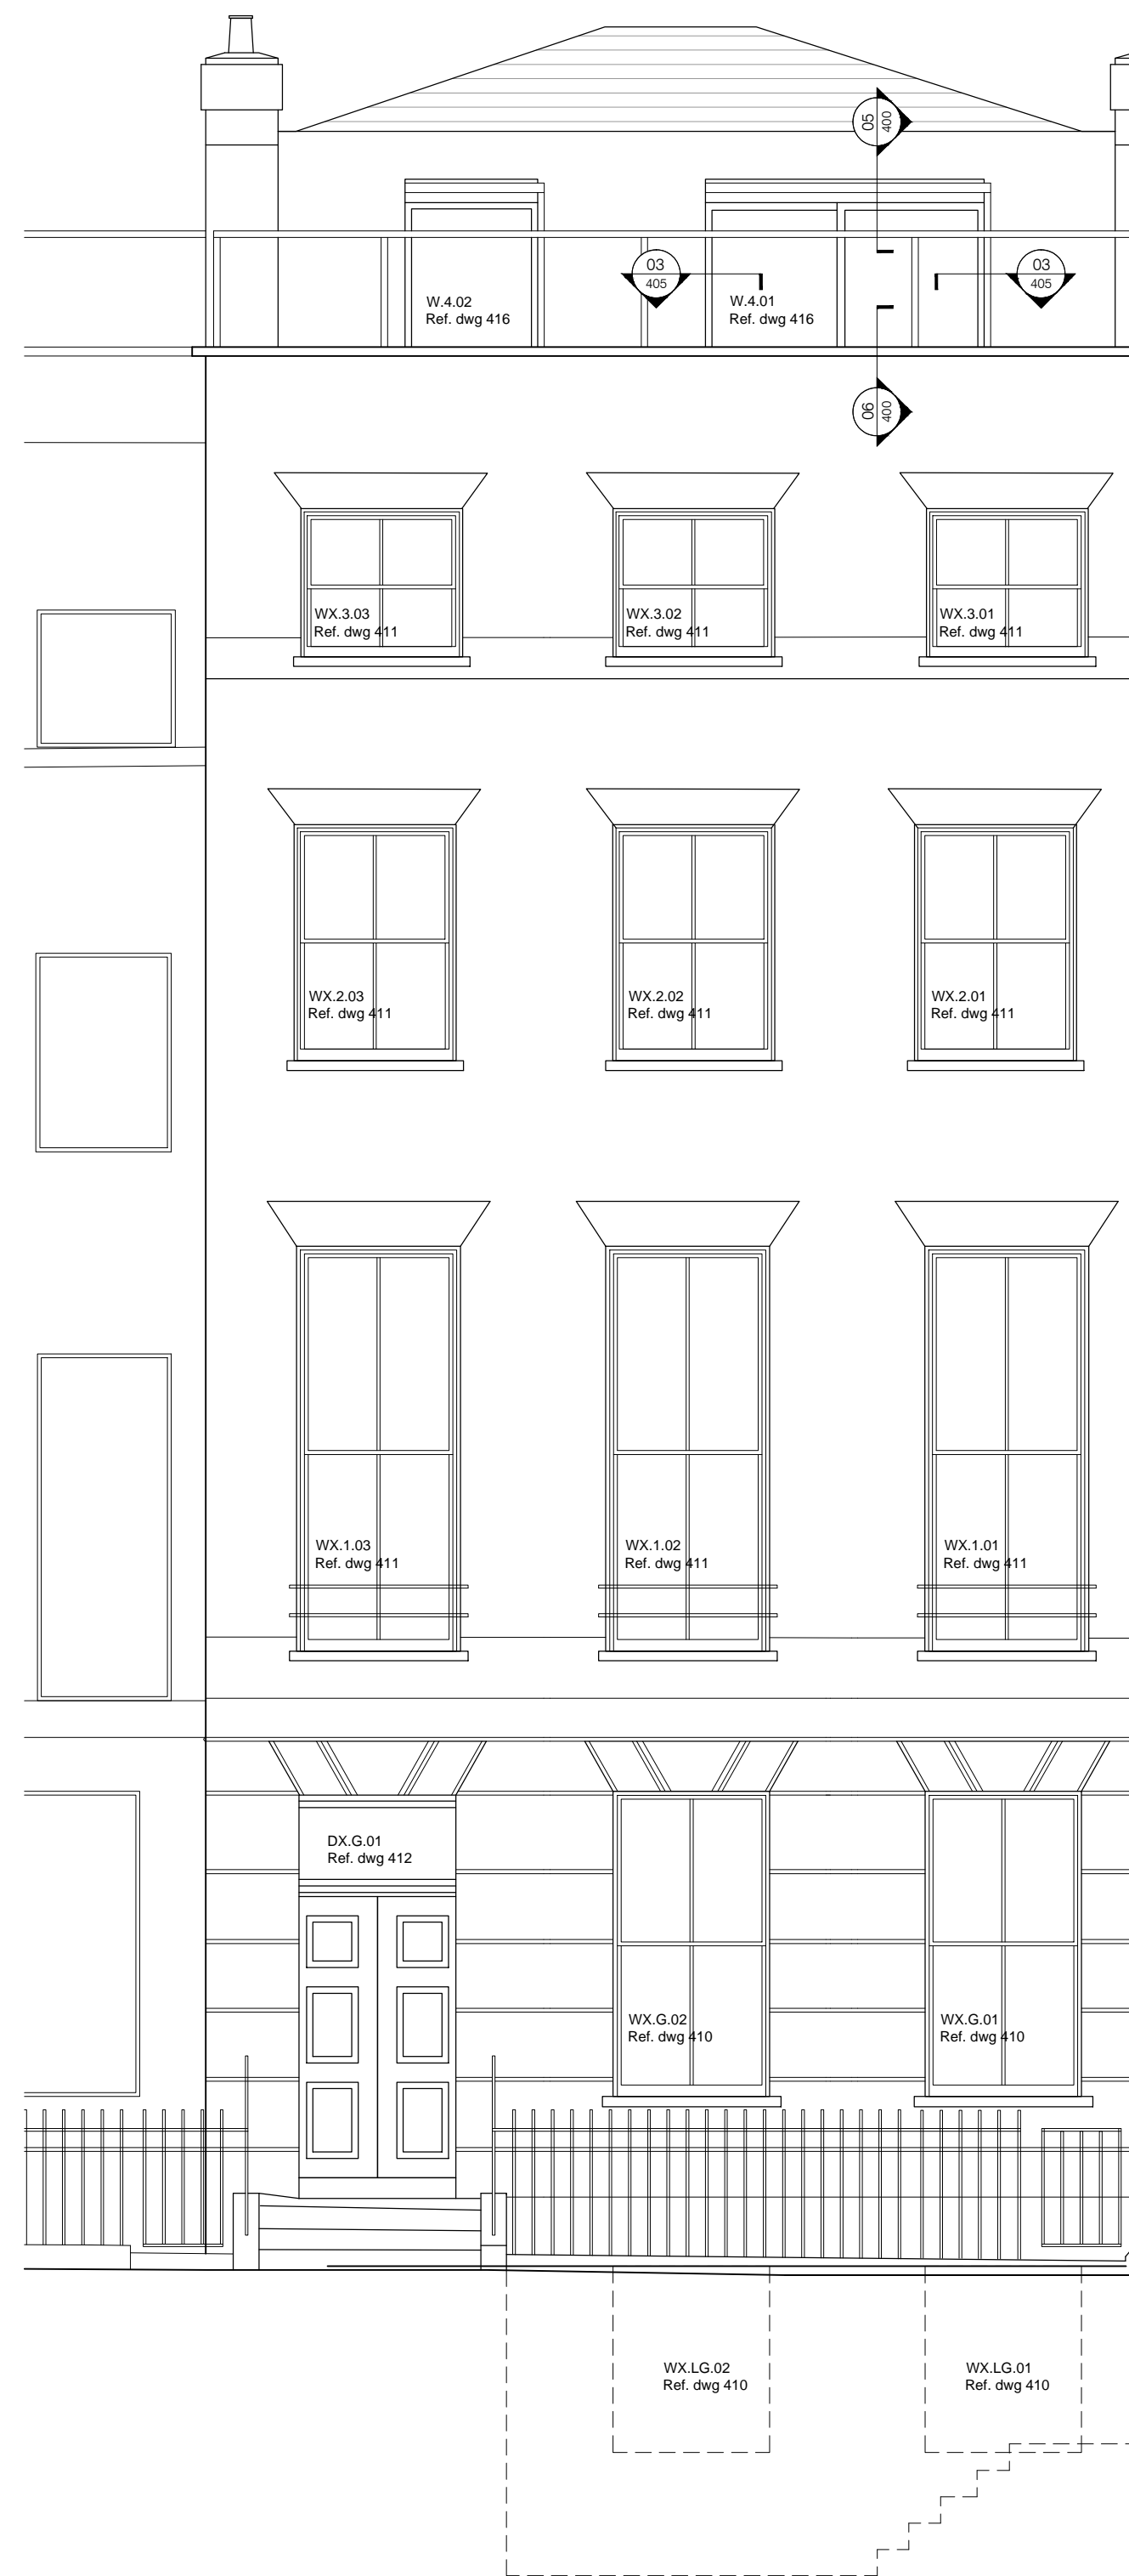 05
400
03
405
03
405
W.4.02
Ref. dwg 416
W.4.01
Ref. dwg 416
06
400
WX.3.03
Ref. dwg 411
WX.3.02
Ref. dwg 411
WX.3.01
Ref. dwg 411
WX.2.03
Ref. dwg 411
WX.2.02
Ref. dwg 411
WX.2.01
Ref. dwg 411
WX.1.03
Ref. dwg 411
WX.1.02
Ref. dwg 411
WX.1.01
Ref. dwg 411
DX.G.01
Ref. dwg 412
WX.G.02
Ref. dwg 410
WX.G.01
Ref. dwg 410
WX.LG.02
Ref. dwg 410
WX.LG.01
Ref. dwg 410